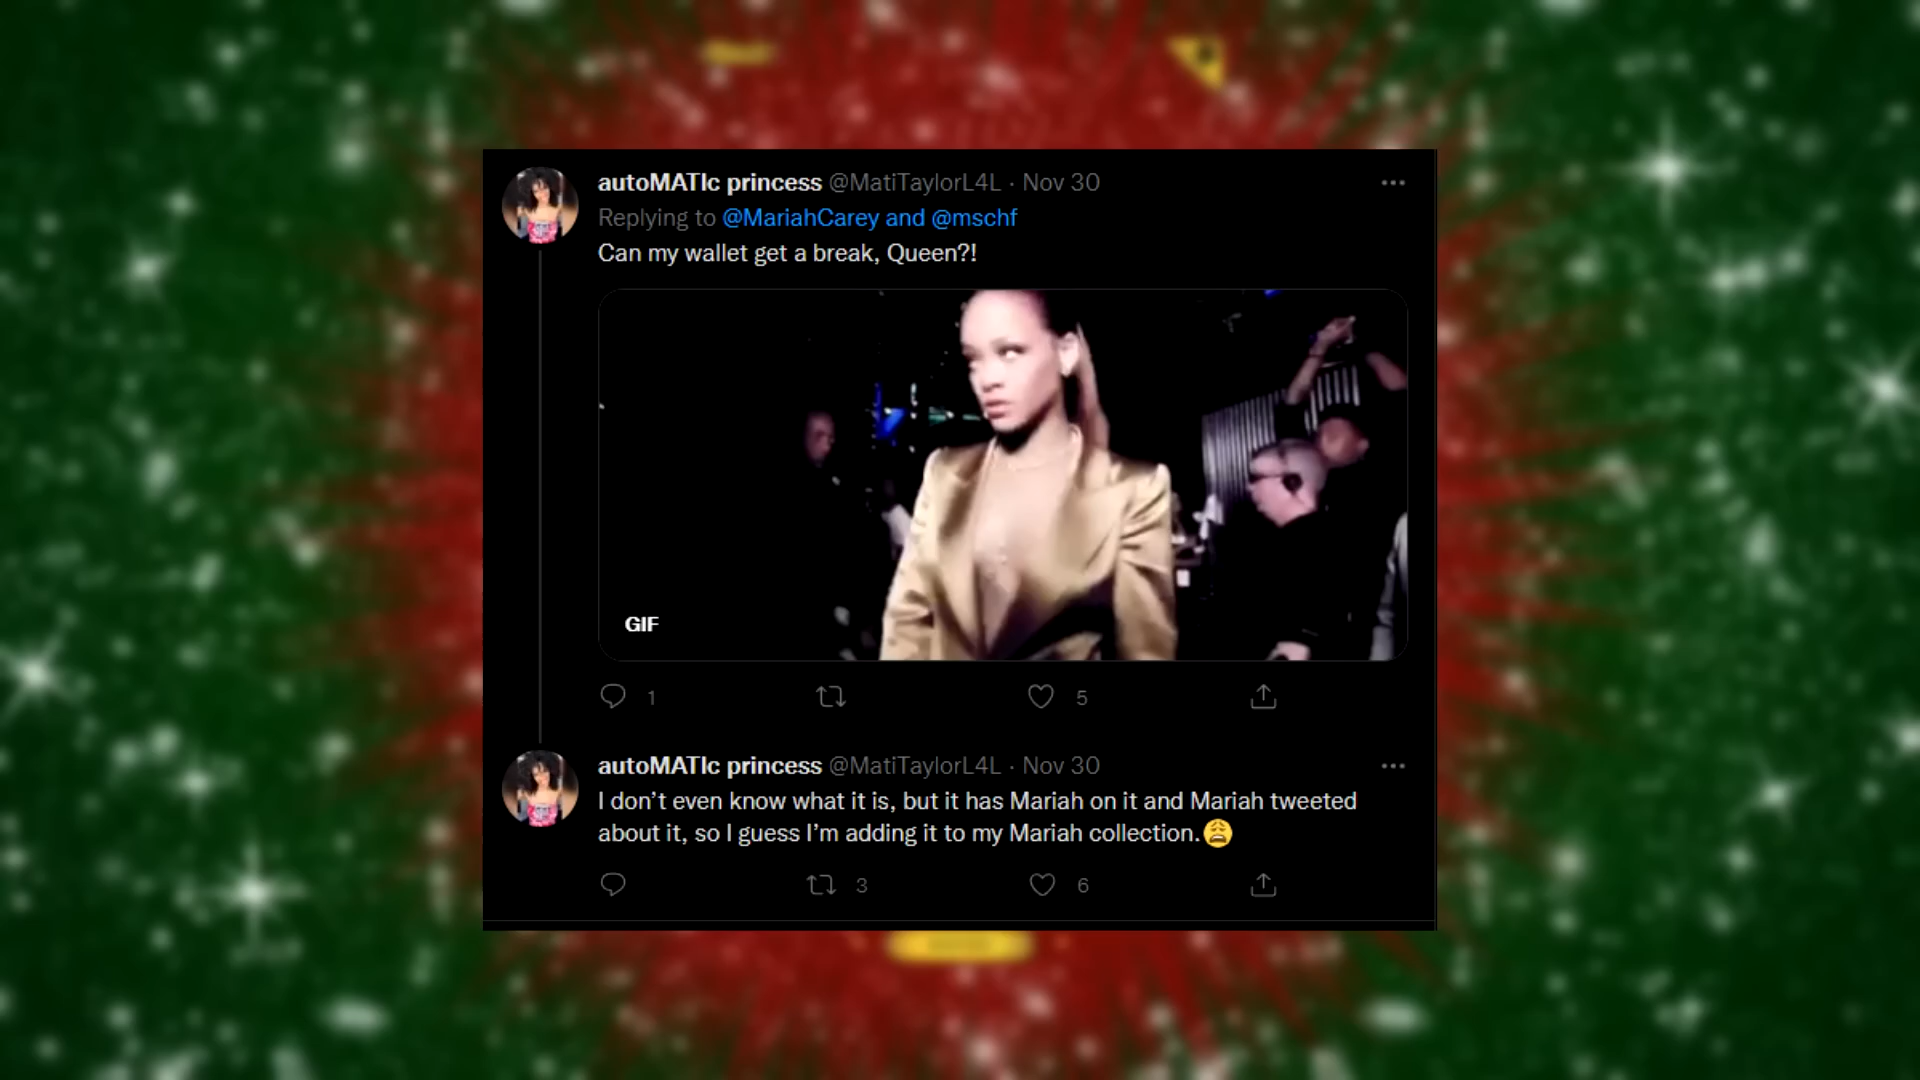 autoMATIc princess @MatiTaylorL4L · Nov 30
Replying to @MariahCarey and @mschf
Can my wallet get a break, Queen?!
GIF
1 5
autoMATIc princess @MatiTaylorL4L · Nov 30
I don't even know what it is, but it has Mariah on it and Mariah tweeted
about it, so I guess I'm adding it to my Mariah collection.😩
3 6